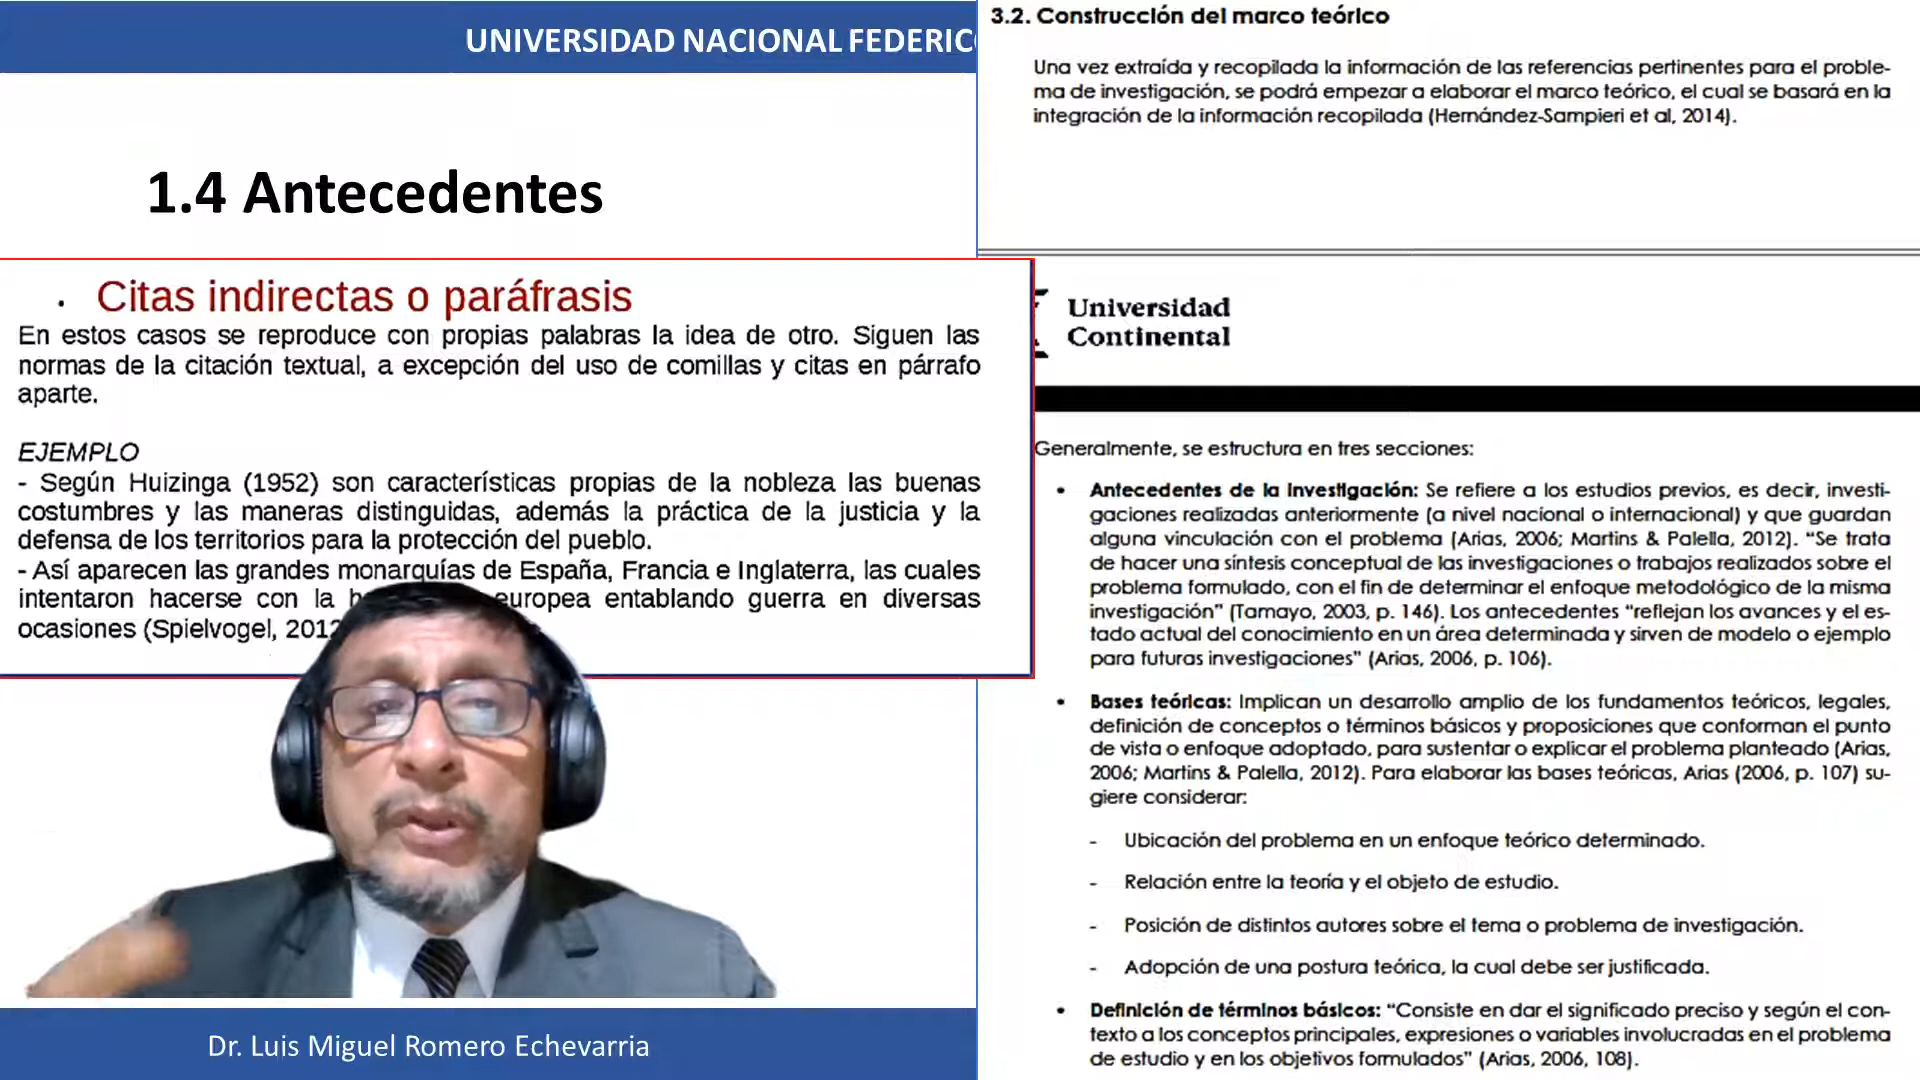 UNIVERSIDAD NACIONAL FEDERIC
1.4 Antecedentes
. Citas indirectas o paráfrasis
En estos casos se reproduce con propias palabras la idea de otro. Siguen las
normas de la citación textual, a excepción del uso de comillas y citas en párrafo
aparte.
EJEMPLO
- Según Huizinga (1952) son características propias de la nobleza las buenas
costumbres y las maneras distinguidas, además la práctica de la justicia y la
defensa de los territorios para la protección del pueblo.
- Así aparecen las grandes monarquías de España, Francia e Inglaterra, las cuales
intentaron hacerse con la europea entablando guerra en diversas
ocasiones (Spielvogel, 2012
Dr. Luis Miguel Romero Echevarria
3.2. Construcción del marco teórico
Una vez extraída y recopilada la información de las referencias pertinentes para el proble-
ma de investigación, se podrá empezar a elaborar el marco teórico, el cual se basará en la
integración de la información recopilada (Hernández-Sampieri et al, 2014).
Universidad
Continental
Generalmente, se estructura en tres secciones:
• Antecedentes de la investigación: Se refiere a los estudios previos, es decir, investi-
gaciones realizadas anteriormente (a nivel nacional o internacional) y que guardan
alguna vinculación con el problema (Arias, 2006; Martins & Palella, 2012). “Se trata
de hacer una síntesis conceptual de las investigaciones o trabajos realizados sobre el
problema formulado, con el fin de determinar el enfoque metodológico de la misma
investigación” (Tamayo, 2003, p. 146). Los antecedentes “reflejan los avances y el es-
tado actual del conocimiento en un área determinada y sirven de modelo o ejemplo
para futuras investigaciones” (Arias, 2006, p. 106).
• Bases teóricas: Implican un desarrollo amplio de los fundamentos teóricos, legales,
definición de conceptos o términos básicos y proposiciones que conforman el punto
de vista o enfoque adoptado, para sustentar o explicar el problema planteado (Arias,
2006; Martins & Palella, 2012). Para elaborar las bases teóricas, Arias (2006, p. 107) su-
giere considerar:
- Ubicación del problema en un enfoque teórico determinado.
- Relación entre la teoría y el objeto de estudio.
- Posición de distintos autores sobre el tema o problema de investigación.
- Adopción de una postura teórica, la cual debe ser justificada.
• Definición de términos básicos: “Consiste en dar el significado preciso y según el con-
texto a los conceptos principales, expresiones o variables involucradas en el problema
de estudio y en los objetivos formulados” (Arias, 2006, 108).